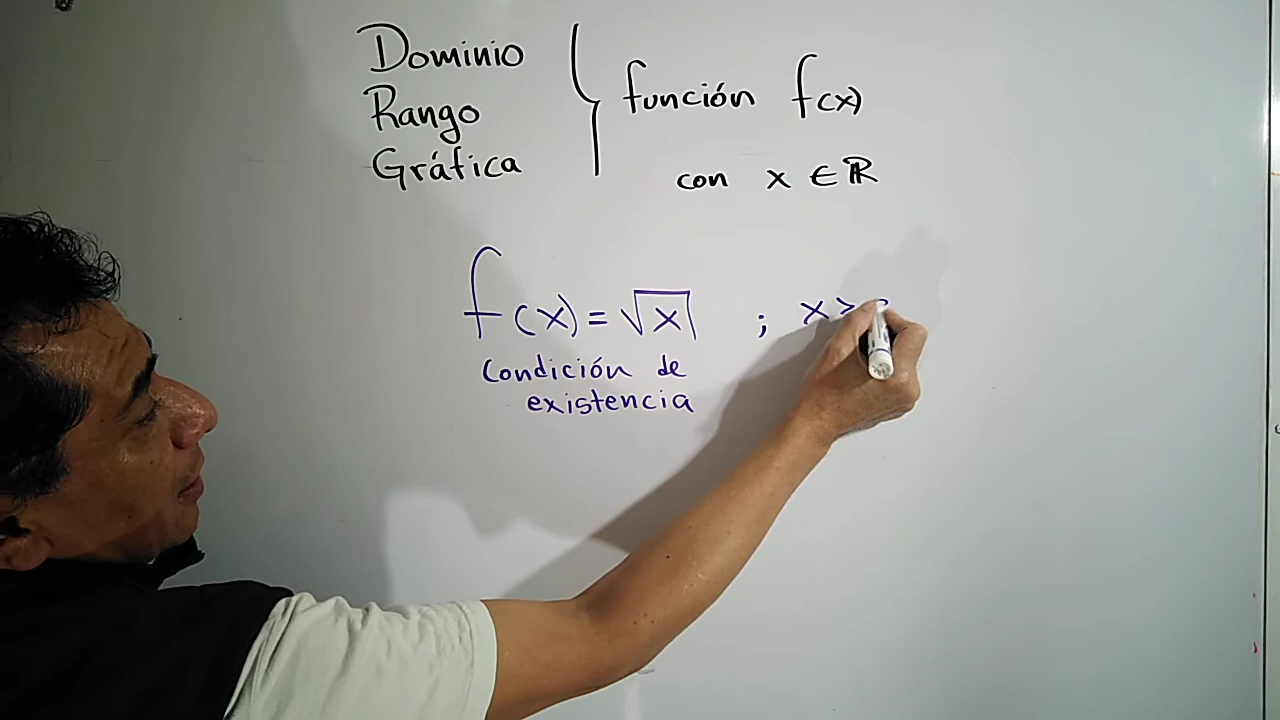 Dominio
Rango
Gráfica
función f(x)
con x ∈ ℝ
f(x) = √x ; x >
Condición de
existencia